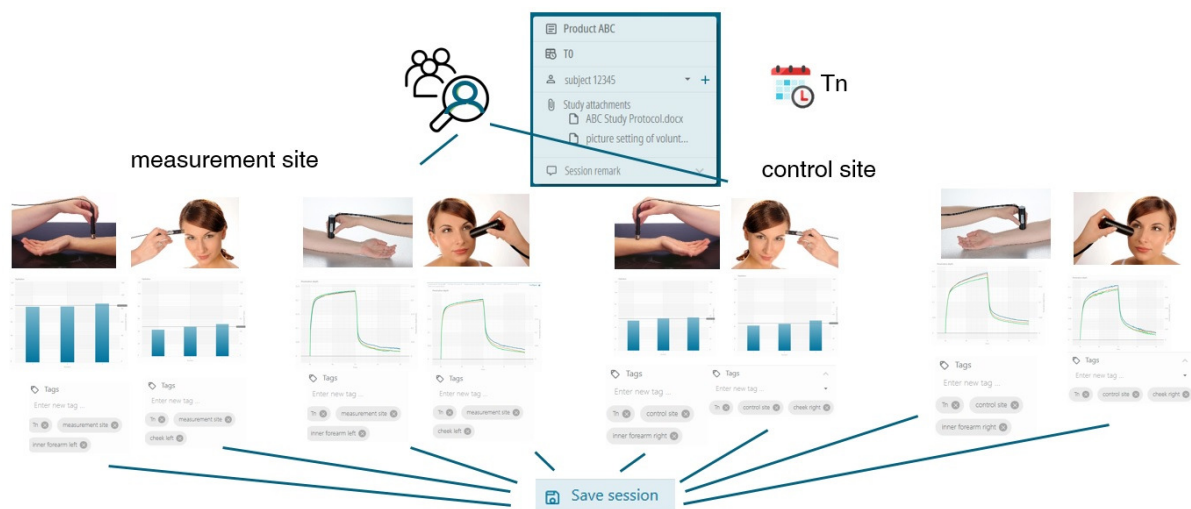 Product ABC
T0
subject 12345
Study attachments
ABC Study Protocol.docx
picture setting of volunt...
Session remark
Tn
measurement site
control site
Tags
Enter new tag ...
Tn
measurement site
inner forearm left
Tags
Enter new tag ...
Tn
measurement site
cheek left
Tags
Enter new tag ...
Tn
measurement site
inner forearm left
Tags
Enter new tag ...
Tn
measurement site
cheek left
Tags
Enter new tag ...
Tn
control site
inner forearm right
Tags
Enter new tag ...
Tn
control site
cheek right
Tags
Enter new tag ...
Tn
control site
inner forearm right
Tags
Enter new tag ...
Tn
control site
cheek right
Save session